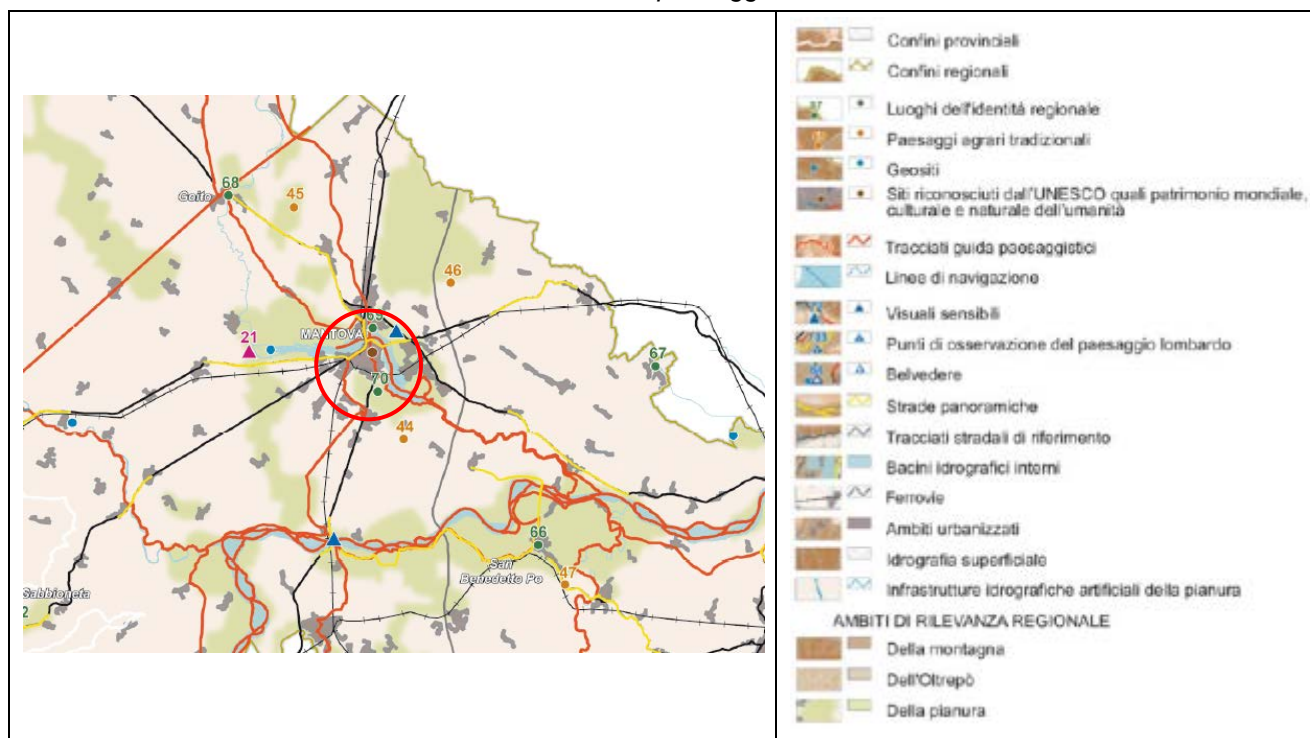 68
Goito
45
46
69
MANTOVA
21
67
70
44
66
San
Benedetto Po
47
Sabbioneta
2
Confini provinciali
Confini regionali
Luoghi dell'identità regionale
Paesaggi agrari tradizionali
Geositi
Siti riconosciuti dall'UNESCO quali patrimonio mondiale,
culturale e naturale dell'umanità
Tracciati guida paesaggistici
Linee di navigazione
Visuali sensibili
Punti di osservazione del paesaggio lombardo
Belvedere
Strade panoramiche
Tracciati stradali di riferimento
Bacini idrografici interni
Ferrovie
Ambiti urbanizzati
Idrografia superficiale
Infrastrutture idrografiche artificiali della pianura
AMBITI DI RILEVANZA REGIONALE
Della montagna
Dell'Oltrepò
Della pianura